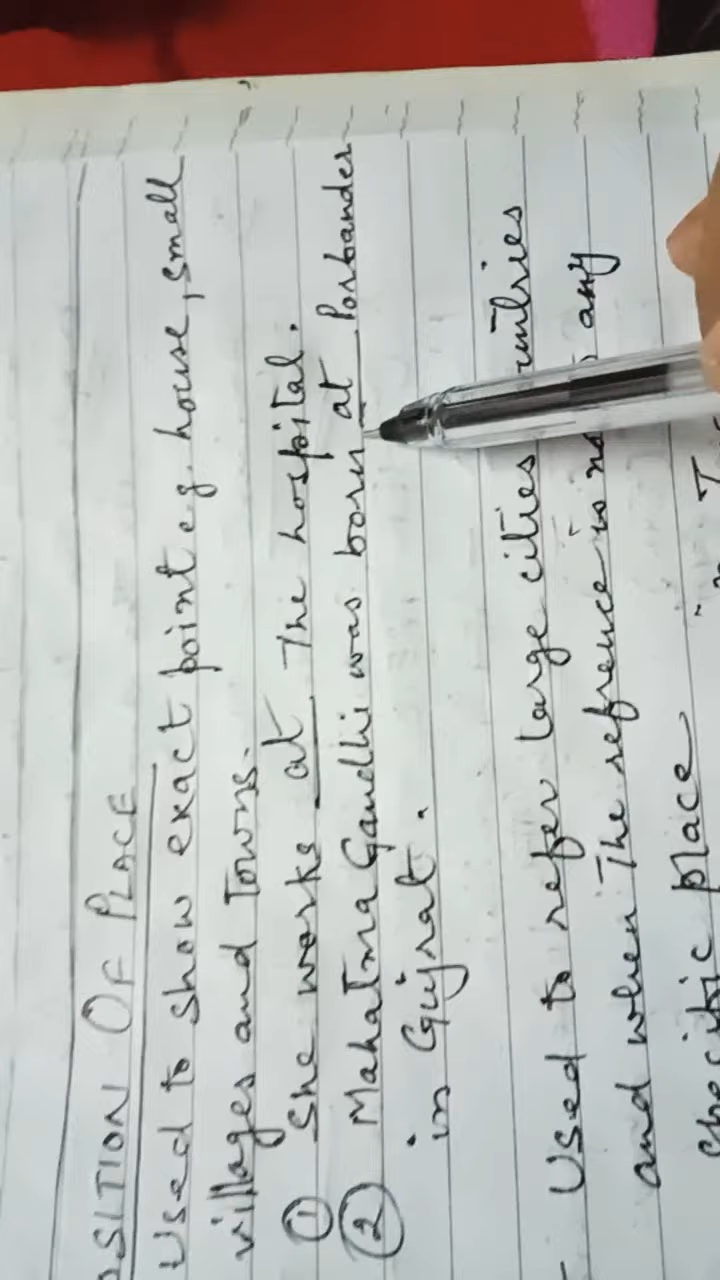 OSITION OF PLACE
Used to show exact point e.g. house, small
villages and Towns.
① She works at The hospital.
② Mahatma Gandhi was born at Porbander
in Gujrat.
Used to refer large cities
and when The reference is any
specific place